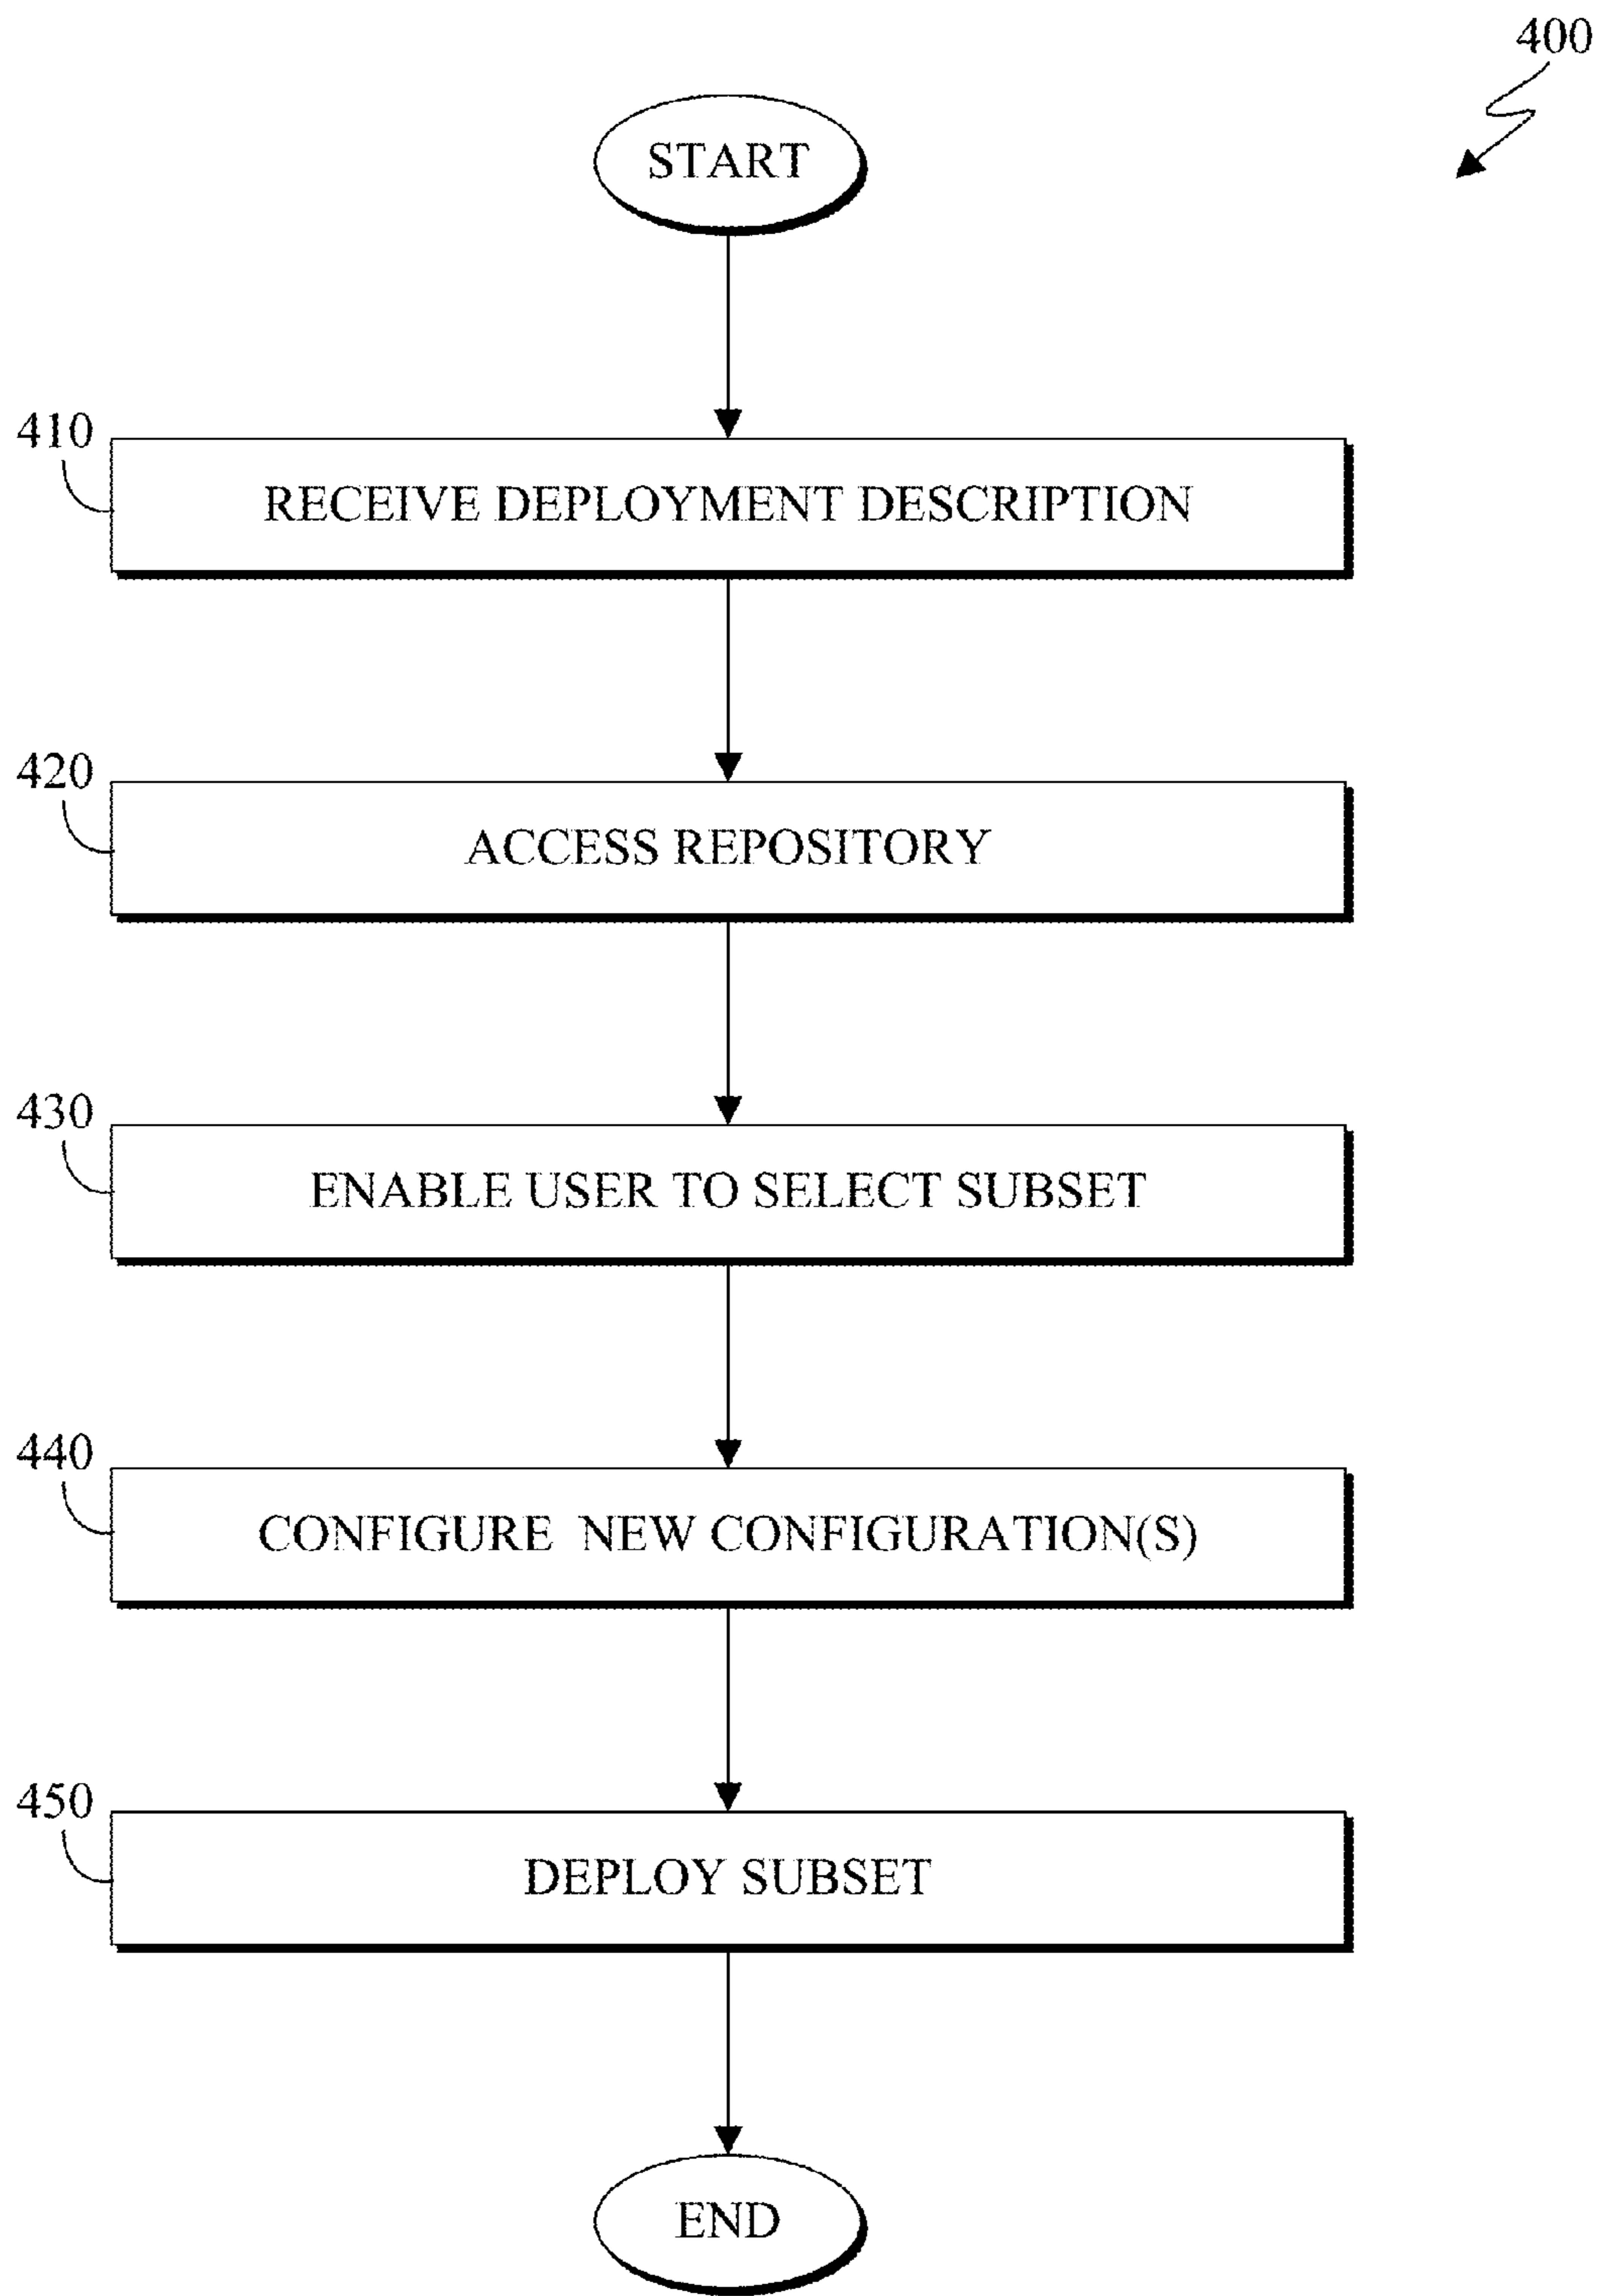 400
START
410
RECEIVE DEPLOYMENT DESCRIPTION
420
ACCESS REPOSITORY
430
ENABLE USER TO SELECT SUBSET
440
CONFIGURE NEW CONFIGURATION(S)
450
DEPLOY SUBSET
END